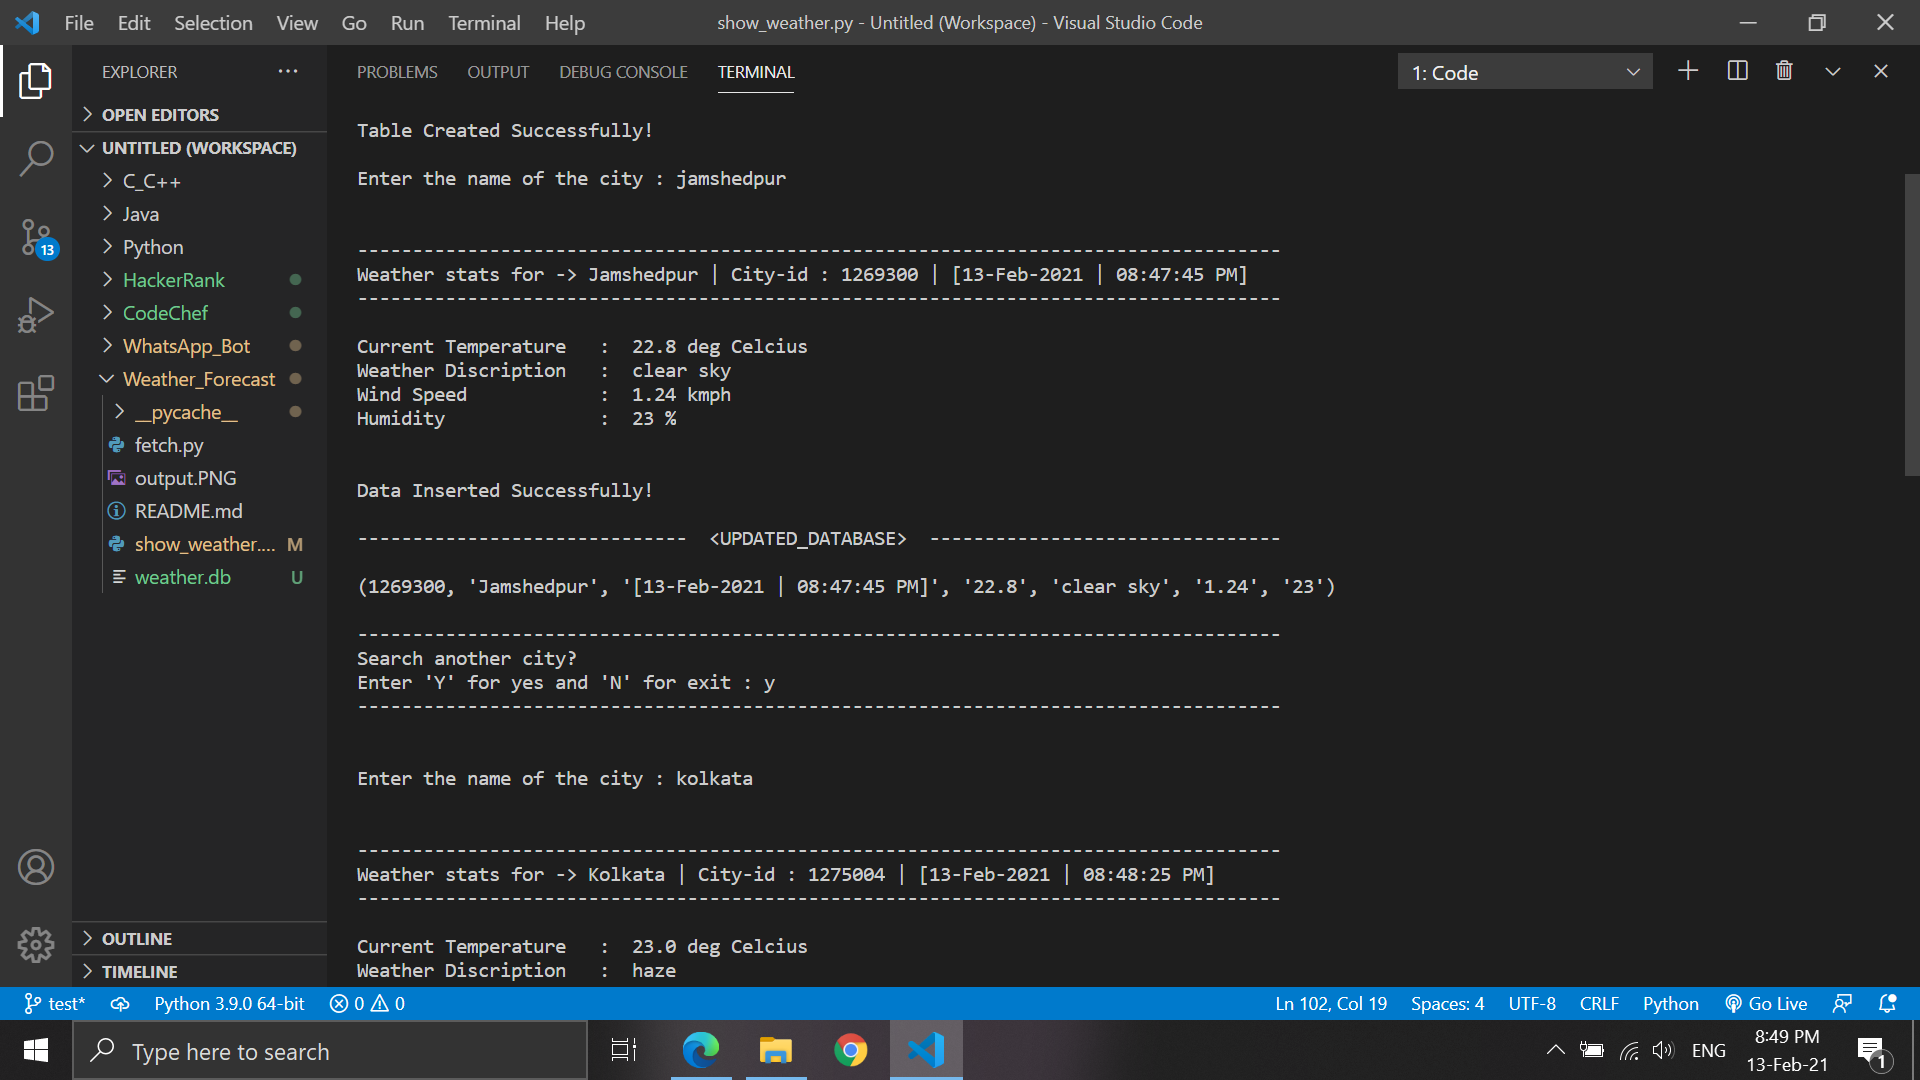 File Edit Selection View Go Run Terminal Help show_weather.py - Untitled (Workspace) - Visual Studio Code
EXPLORER ···
OPEN EDITORS
UNTITLED (WORKSPACE)
C_C++
Java
Python
HackerRank
CodeChef
WhatsApp_Bot
Weather_Forecast
__pycache__
fetch.py
output.PNG
README.md
show_weather.... M
weather.db U
OUTLINE
TIMELINE
13
PROBLEMS OUTPUT DEBUG CONSOLE TERMINAL 1: Code
Table Created Successfully!
Enter the name of the city : jamshedpur
------------------------------------------------------------------------------------
Weather stats for -> Jamshedpur | City-id : 1269300 | [13-Feb-2021 | 08:47:45 PM]
------------------------------------------------------------------------------------
Current Temperature : 22.8 deg Celcius
Weather Discription : clear sky
Wind Speed : 1.24 kmph
Humidity : 23 %
Data Inserted Successfully!
------------------------------ <UPDATED_DATABASE> --------------------------------
(1269300, 'Jamshedpur', '[13-Feb-2021 | 08:47:45 PM]', '22.8', 'clear sky', '1.24', '23')
------------------------------------------------------------------------------------
Search another city?
Enter 'Y' for yes and 'N' for exit : y
------------------------------------------------------------------------------------
Enter the name of the city : kolkata
------------------------------------------------------------------------------------
Weather stats for -> Kolkata | City-id : 1275004 | [13-Feb-2021 | 08:48:25 PM]
------------------------------------------------------------------------------------
Current Temperature : 23.0 deg Celcius
Weather Discription : haze
test* Python 3.9.0 64-bit 0 0 Ln 102, Col 19 Spaces: 4 UTF-8 CRLF Python Go Live
Type here to search ENG 8:49 PM 1
13-Feb-21